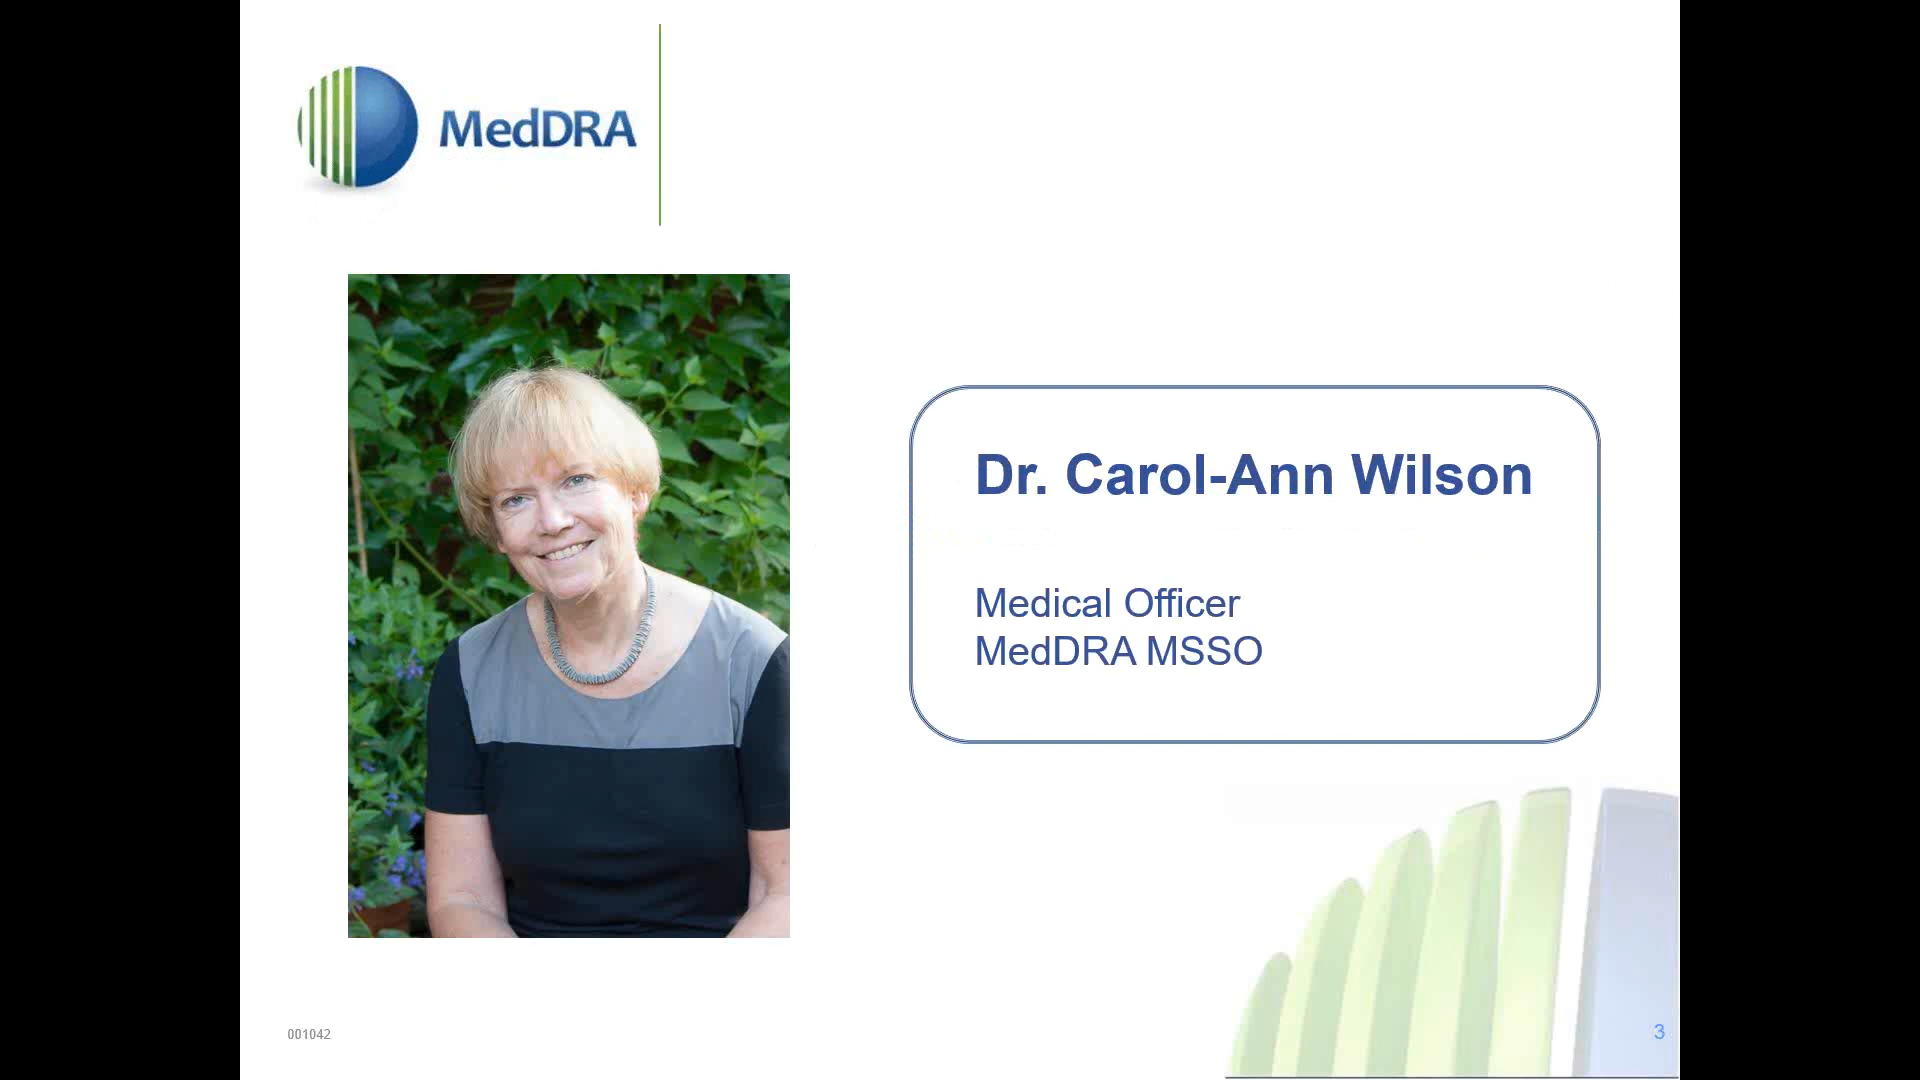 MedDRA
Dr. Carol-Ann Wilson
Medical Officer
MedDRA MSSO
001042
3